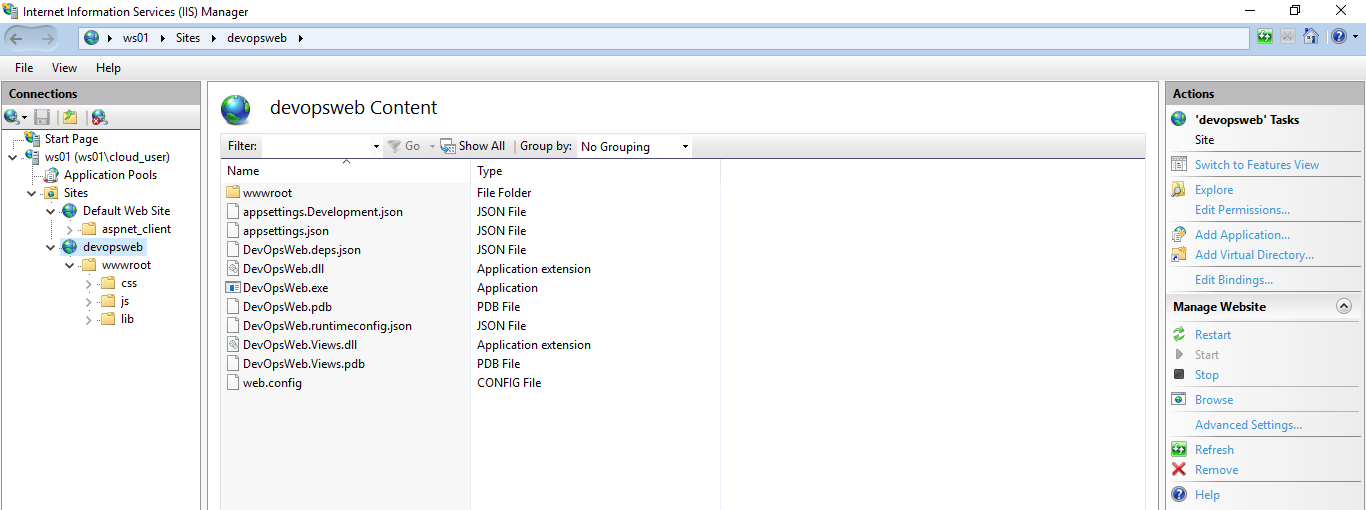 Internet Information Services (IIS) Manager
ws01 Sites devopsweb
File View Help
Connections
Start Page
ws01 (ws01\cloud_user)
Application Pools
Sites
Default Web Site
aspnet_client
devopsweb
wwwroot
css
js
lib
devopsweb Content
Filter: Go Show All Group by: No Grouping
Name Type
wwwroot File Folder
appsettings.Development.json JSON File
appsettings.json JSON File
DevOpsWeb.deps.json JSON File
DevOpsWeb.dll Application extension
DevOpsWeb.exe Application
DevOpsWeb.pdb PDB File
DevOpsWeb.runtimeconfig.json JSON File
DevOpsWeb.Views.dll Application extension
DevOpsWeb.Views.pdb PDB File
web.config CONFIG File
Actions
'devopsweb' Tasks
Site
Switch to Features View
Explore
Edit Permissions...
Add Application...
Add Virtual Directory...
Edit Bindings...
Manage Website
Restart
Start
Stop
Browse
Advanced Settings...
Refresh
Remove
Help